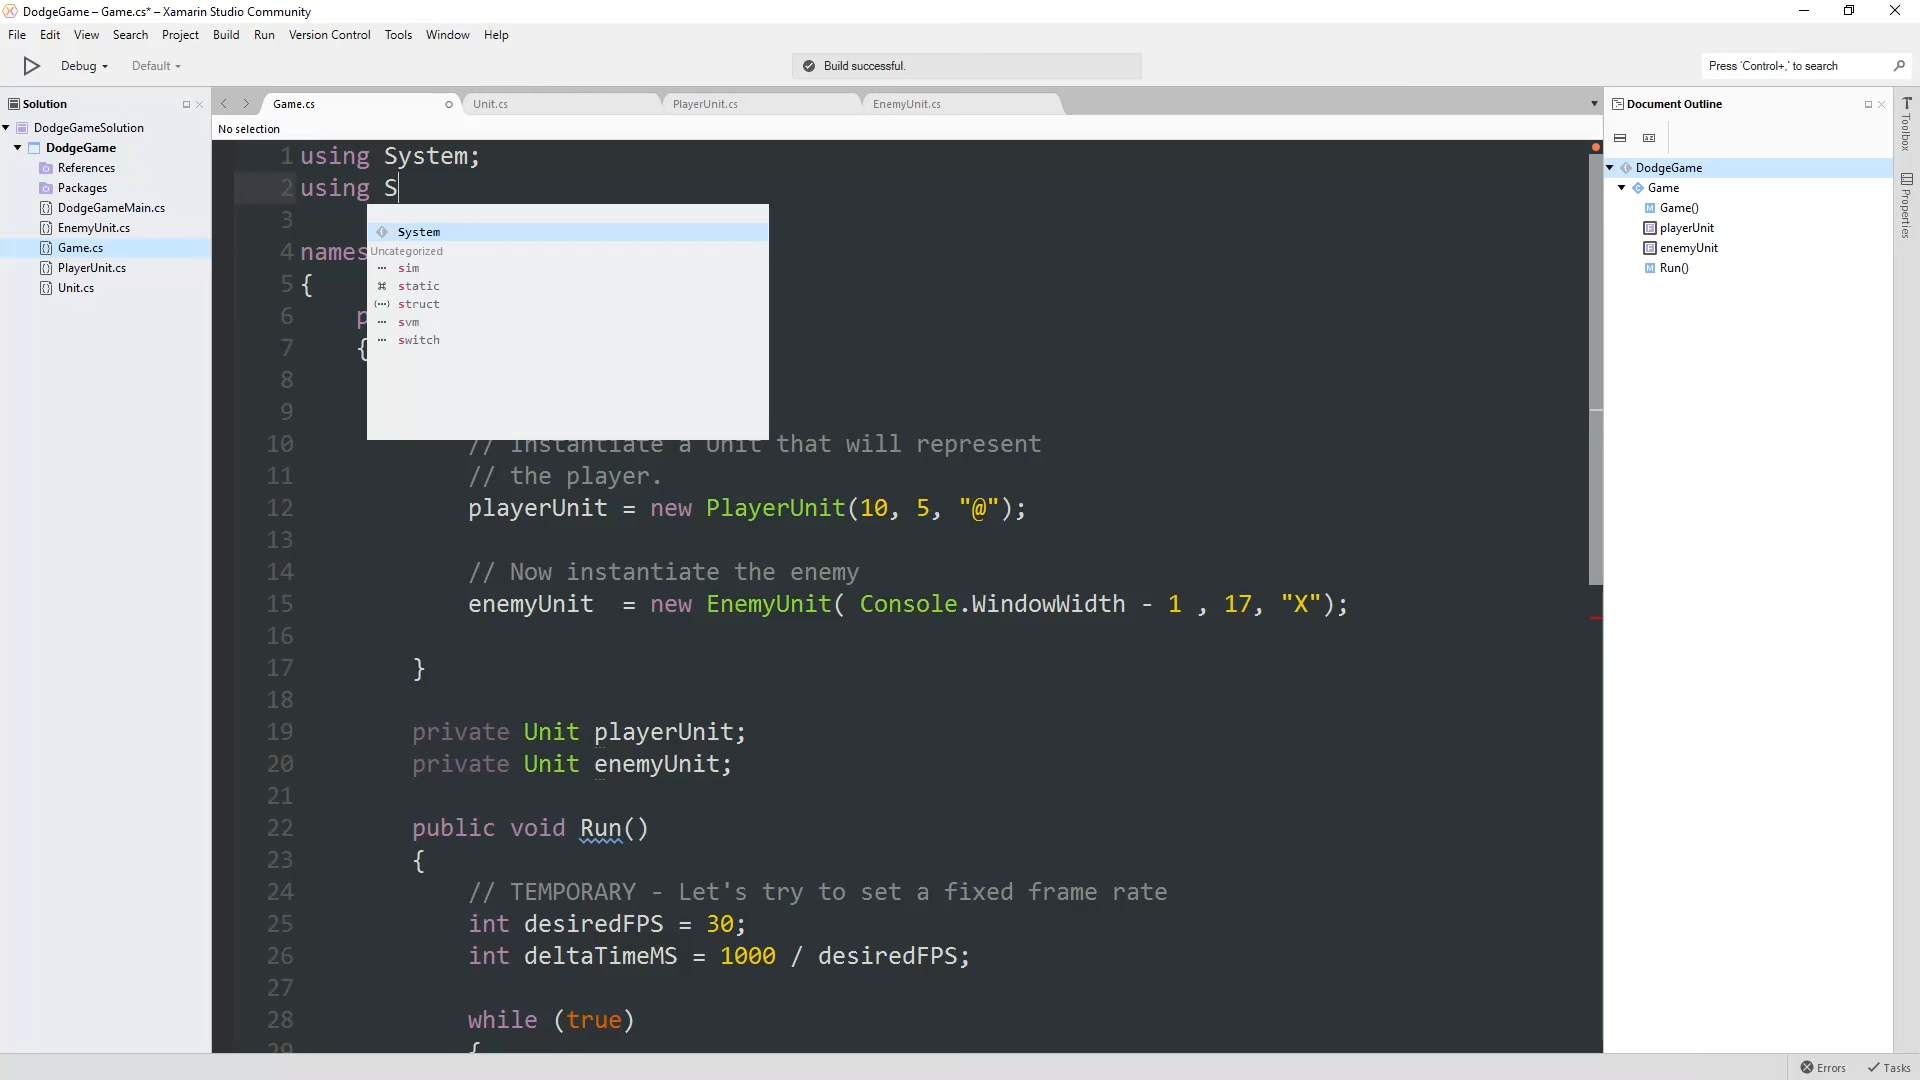 DodgeGame – Game.cs* – Xamarin Studio Community
File Edit View Search Project Build Run Version Control Tools Window Help
Debug Default Build successful. Press 'Control+,' to search
Solution
DodgeGameSolution
DodgeGame
References
Packages
DodgeGameMain.cs
EnemyUnit.cs
Game.cs
PlayerUnit.cs
Unit.cs
Game.cs Unit.cs PlayerUnit.cs EnemyUnit.cs
No selection
1 using System;
2 using S
3
4 names
5 {
6 p
7 {
8
9
10 // Instantiate a Unit that will represent
11 // the player.
12 playerUnit = new PlayerUnit(10, 5, "@");
13
14 // Now instantiate the enemy
15 enemyUnit  = new EnemyUnit( Console.WindowWidth - 1 , 17, "X");
16
17 }
18
19 private Unit playerUnit;
20 private Unit enemyUnit;
21
22 public void Run()
23 {
24 // TEMPORARY - Let's try to set a fixed frame rate
25 int desiredFPS = 30;
26 int deltaTimeMS = 1000 / desiredFPS;
27
28 while (true)
29 {
System
Uncategorized
sim
static
struct
svm
switch
Document Outline
DodgeGame
Game
Game()
playerUnit
enemyUnit
Run()
Toolbox
Properties
Errors Tasks